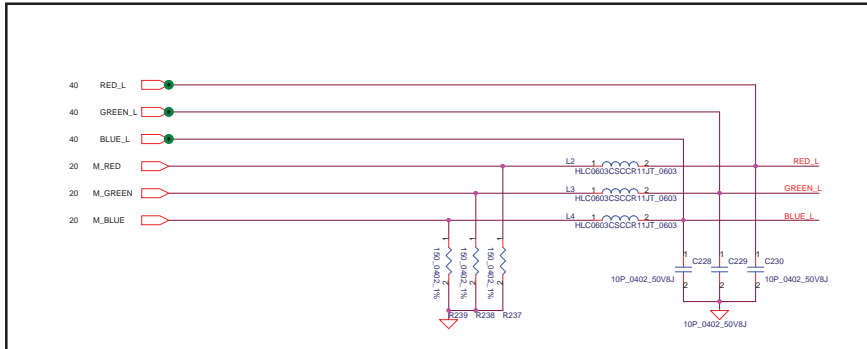 40 RED_L
40 GREEN_L
40 BLUE_L
20 M_RED
L2 1 2 RED_L
HLC0603CSCCR11JT_0603
20 M_GREEN
L3 1 2 GREEN_L
HLC0603CSCCR11JT_0603
20 M_BLUE
L4 1 2 BLUE_L
HLC0603CSCCR11JT_0603
1 1 1
150_0402_1% 150_0402_1% 150_0402_1%
2 2 2
R239 R238 R237
1 C228 1 C229 1 C230
10P_0402_50V8J 10P_0402_50V8J
2 2 2
10P_0402_50V8J